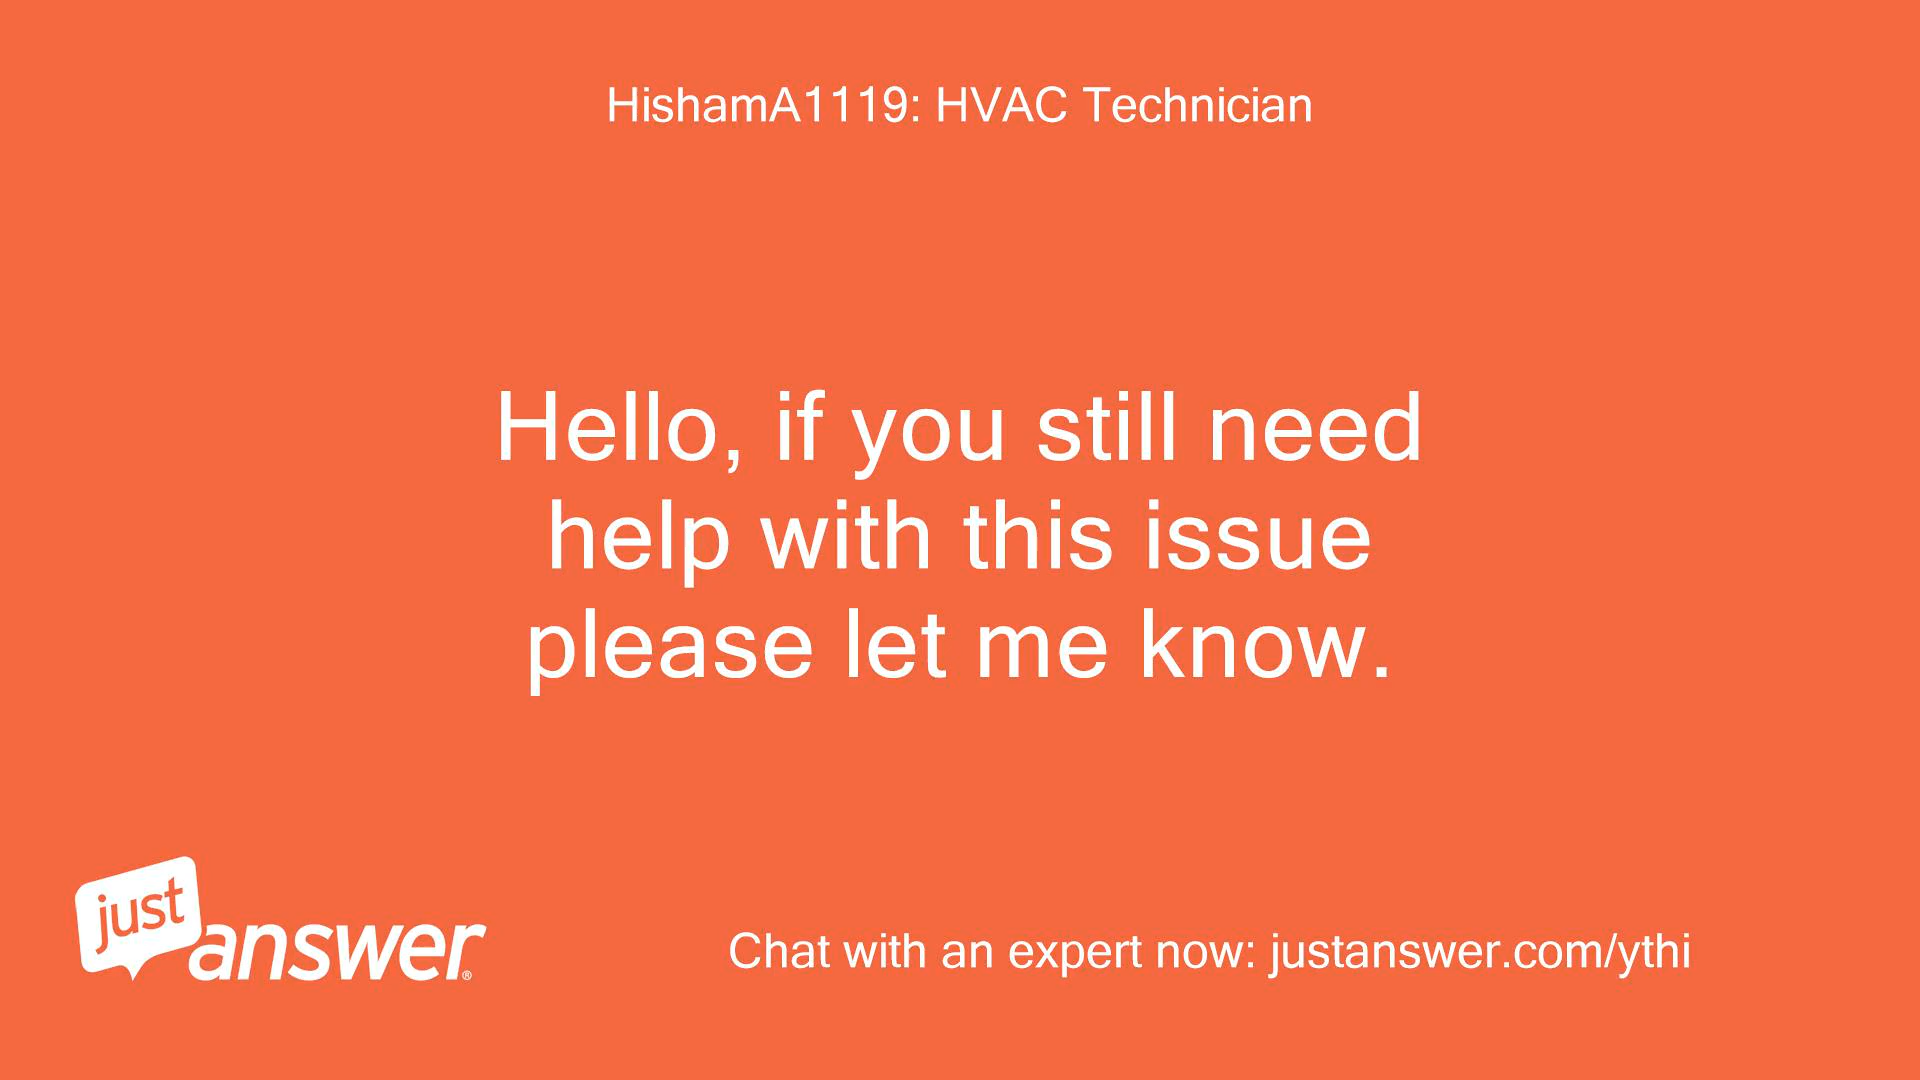 HishamA1119: HVAC Technician
Hello, if you still need
help with this issue
please let me know.
just
answer®
Chat with an expert now: justanswer.com/ythi